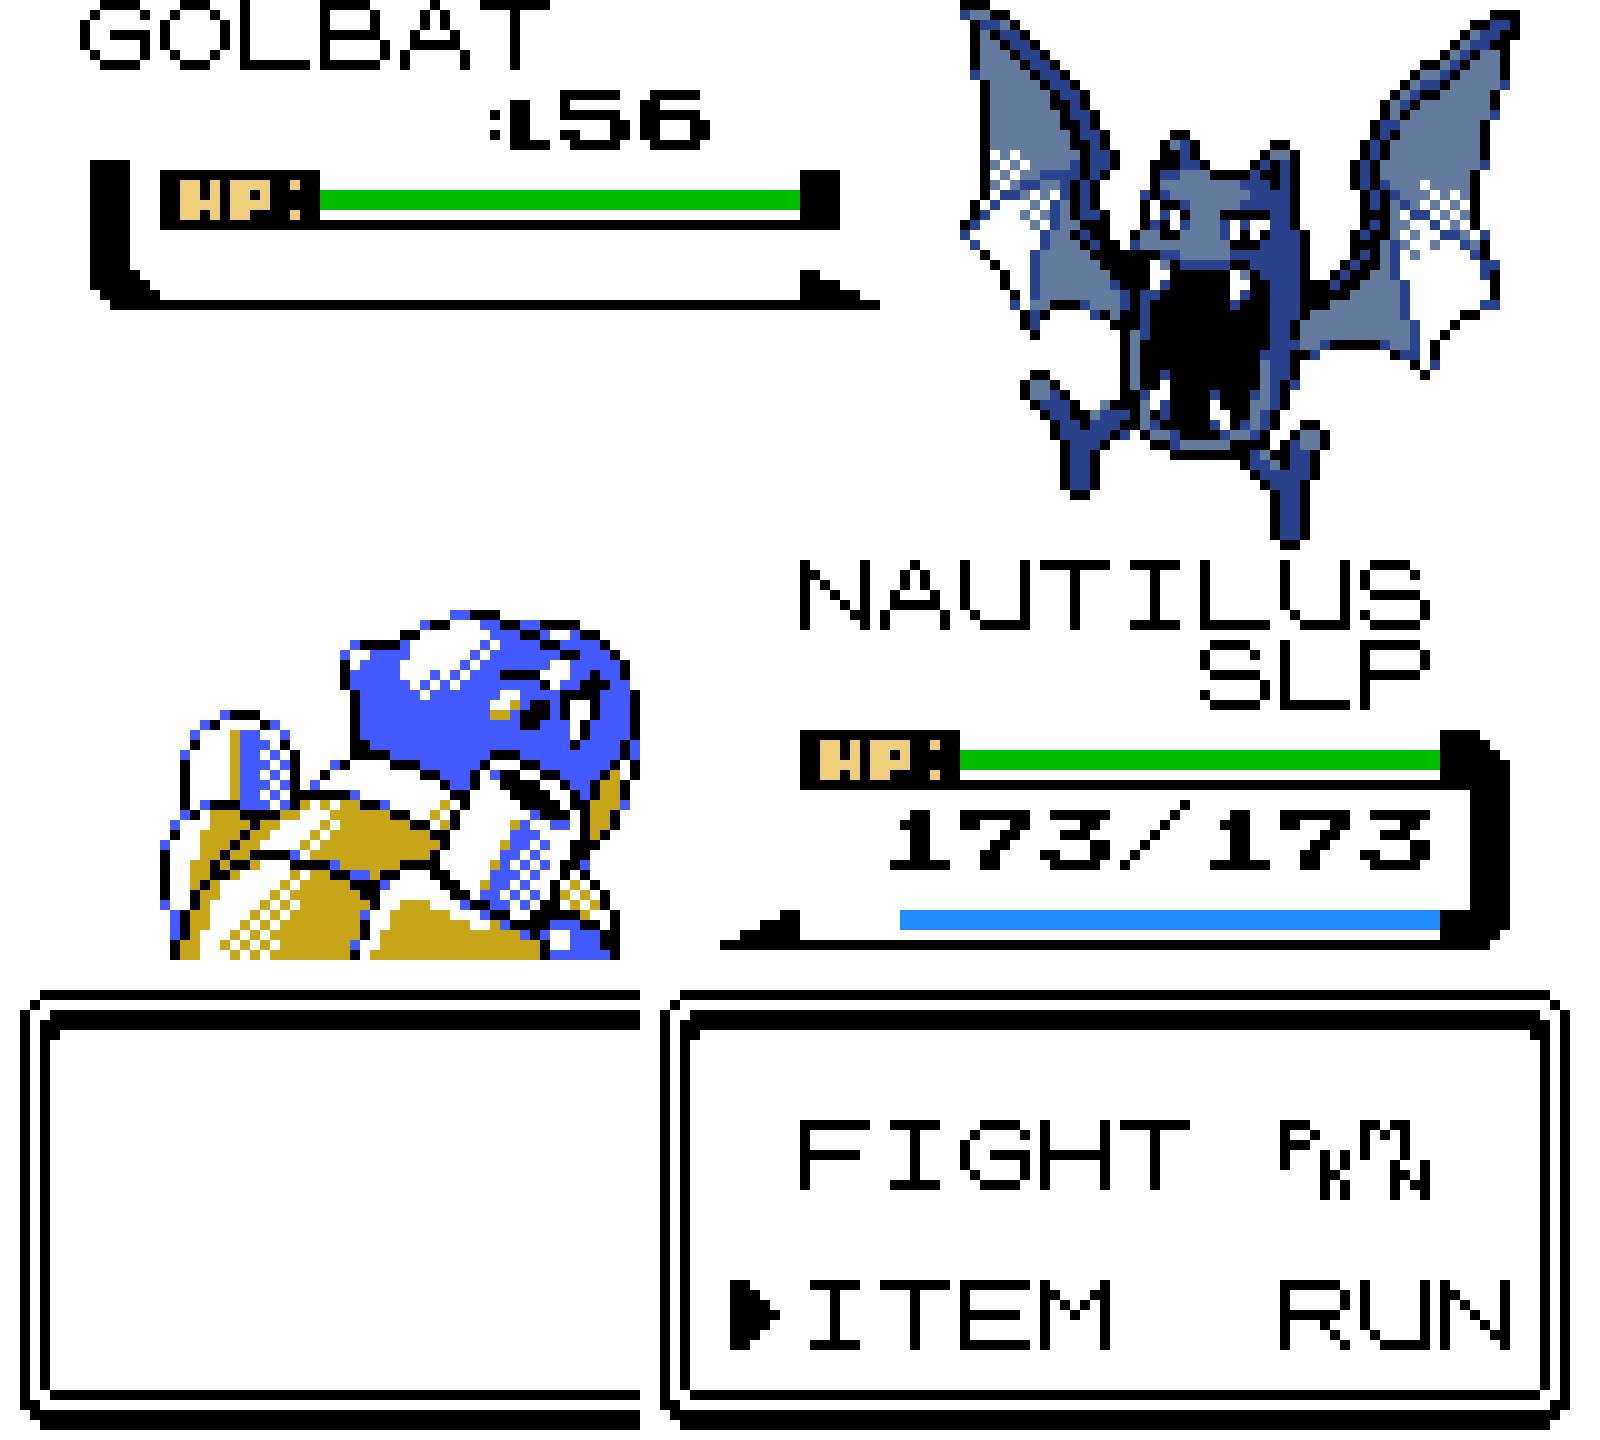 GOLBAT
:L56
HP:
NAUTILUS
SLP
HP:
173/173
FIGHT PKMN
▶ITEM RUN